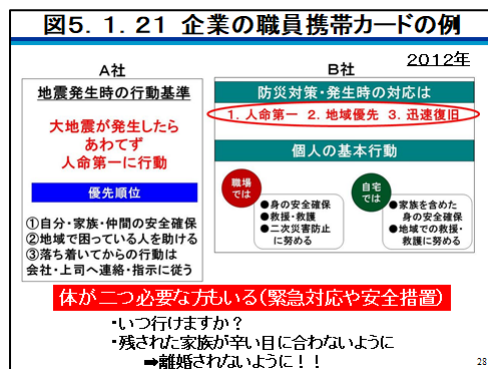 図5．1．21 企業の職員携帯カードの例
2012年
A社
地震発生時の行動基準
大地震が発生したら
あわてず
人命第一に行動
優先順位
①自分・家族・仲間の安全確保
②地域で困っている人を助ける
③落ち着いてからの行動は
会社・上司へ連絡・指示に従う
B社
防災対策・発生時の対応は
1．人命第一 2．地域優先 3．迅速復旧
個人の基本行動
職場
では
●身の安全確保
●救援・救護
●二次災害防止
に努める
自宅
では
●家族を含めた
身の安全確保
●地域での救援・
救護に努める
体が二つ必要な方もいる（緊急対応や安全措置）
・いつ行けますか？
・残された家族が辛い目に合わないように
➡離婚されないように！！
28